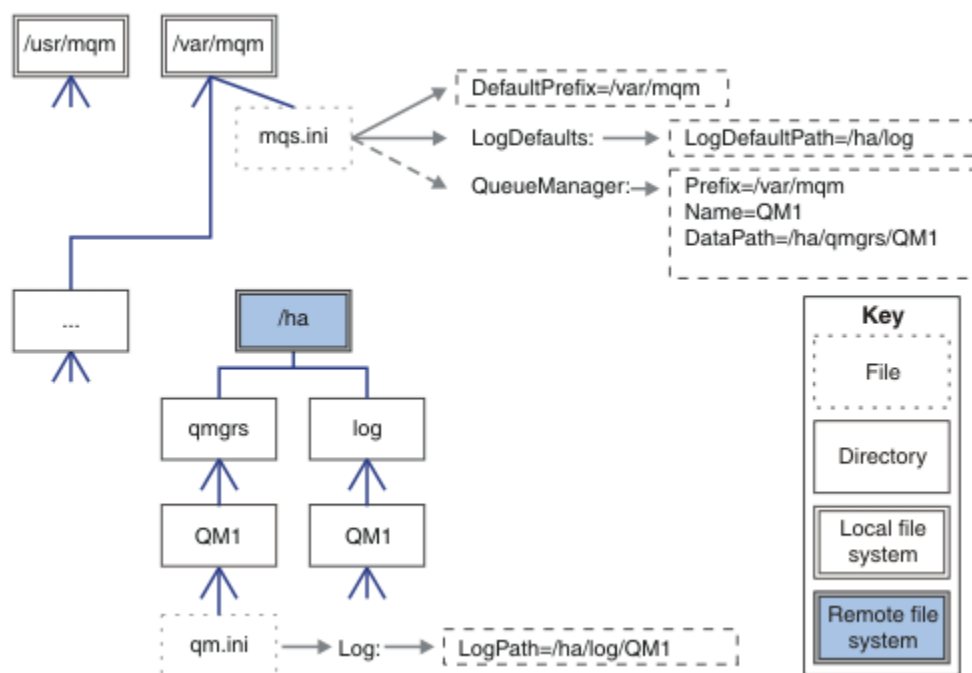 /usr/mqm
/var/mqm
DefaultPrefix=/var/mqm
mqs.ini
LogDefaults:
LogDefaultPath=/ha/log
QueueManager:
Prefix=/var/mqm
Name=QM1
DataPath=/ha/qmgrs/QM1
...
/ha
qmgrs
log
QM1
QM1
qm.ini
Log:
LogPath=/ha/log/QM1
Key
File
Directory
Local file
system
Remote file
system